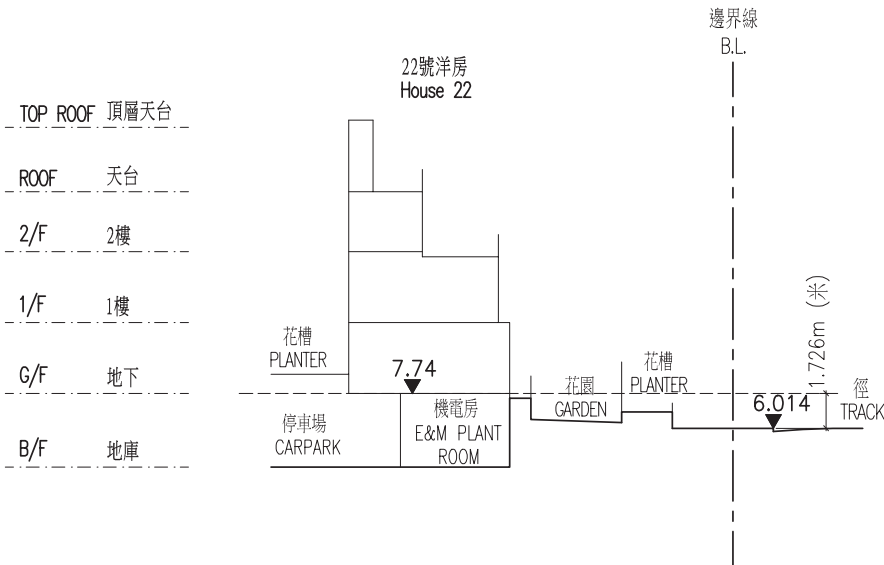 邊界線
B.L.
22號洋房
House 22
TOP ROOF 頂層天台
ROOF 天台
2/F 2樓
1/F 1樓
G/F 地下
B/F 地庫
花槽
PLANTER
7.74
停車場
CARPARK
機電房
E&M PLANT
ROOM
花園
GARDEN
花槽
PLANTER
6.014
1.726m (米)
徑
TRACK